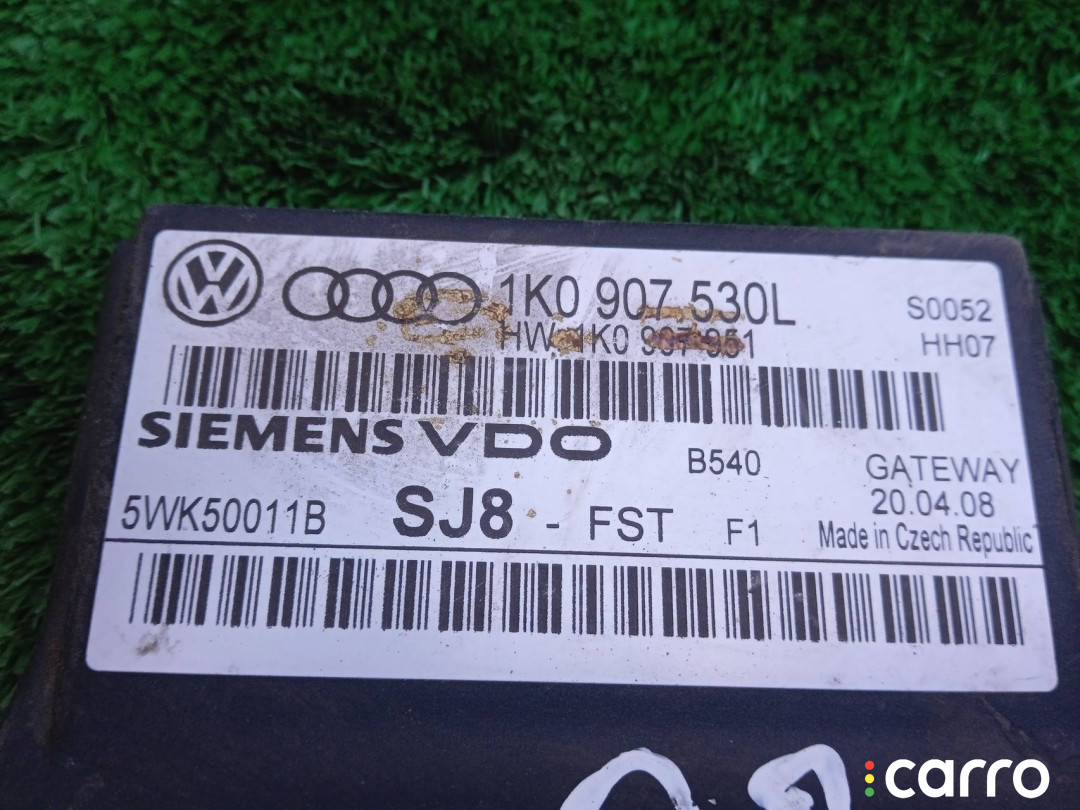 1K0 907 530L S0052
HW 1K0 907 951 HH07
SIEMENS VDO
B540 GATEWAY
5WK50011B SJ8 - FST F1 20.04.08
Made in Czech Republic
carro